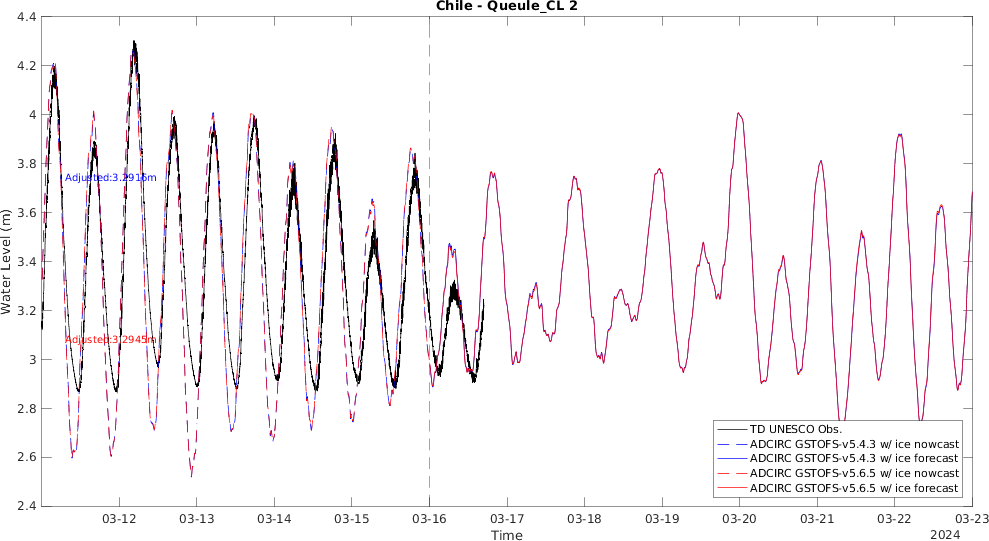 Chile - Queule_CL 2
4.4
4.2
4
3.8
3.6
3.4
3.2
3
2.8
2.6
2.4
Water Level (m)
Adjusted:3.2916m
Adjusted:3.2945m
TD UNESCO Obs.
ADCIRC GSTOFS-v5.4.3 w/ ice nowcast
ADCIRC GSTOFS-v5.4.3 w/ ice forecast
ADCIRC GSTOFS-v5.6.5 w/ ice nowcast
ADCIRC GSTOFS-v5.6.5 w/ ice forecast
03-12 03-13 03-14 03-15 03-16 03-17 03-18 03-19 03-20 03-21 03-22 03-23
Time
2024